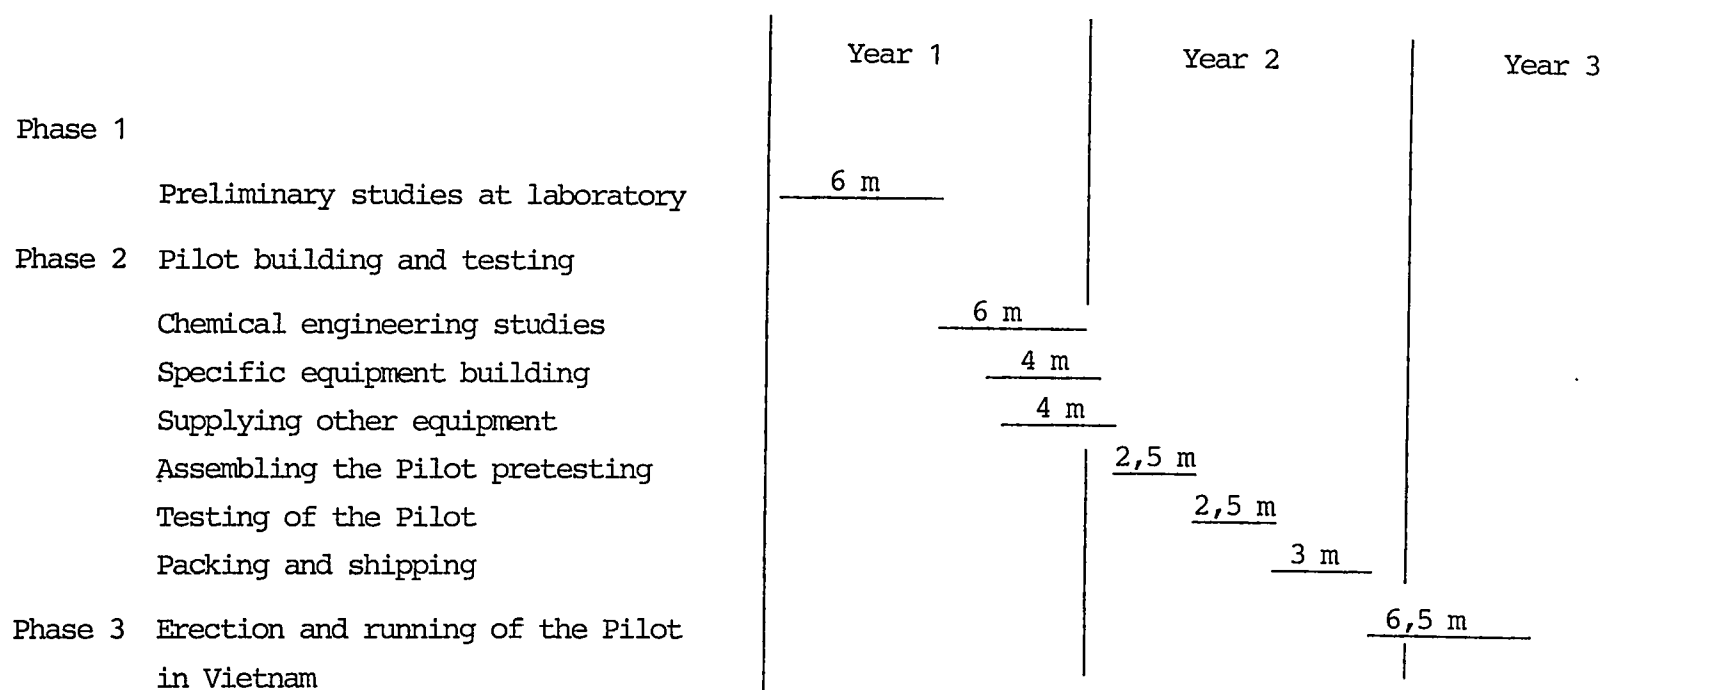 Year 1 Year 2 Year 3
Phase 1
Preliminary studies at laboratory 6 m
Phase 2 Pilot building and testing
Chemical engineering studies 6 m
Specific equipment building 4 m
Supplying other equipment 4 m
Assembling the Pilot pretesting 2,5 m
Testing of the Pilot 2,5 m
Packing and shipping 3 m
Phase 3 Erection and running of the Pilot 6,5 m
in Vietnam